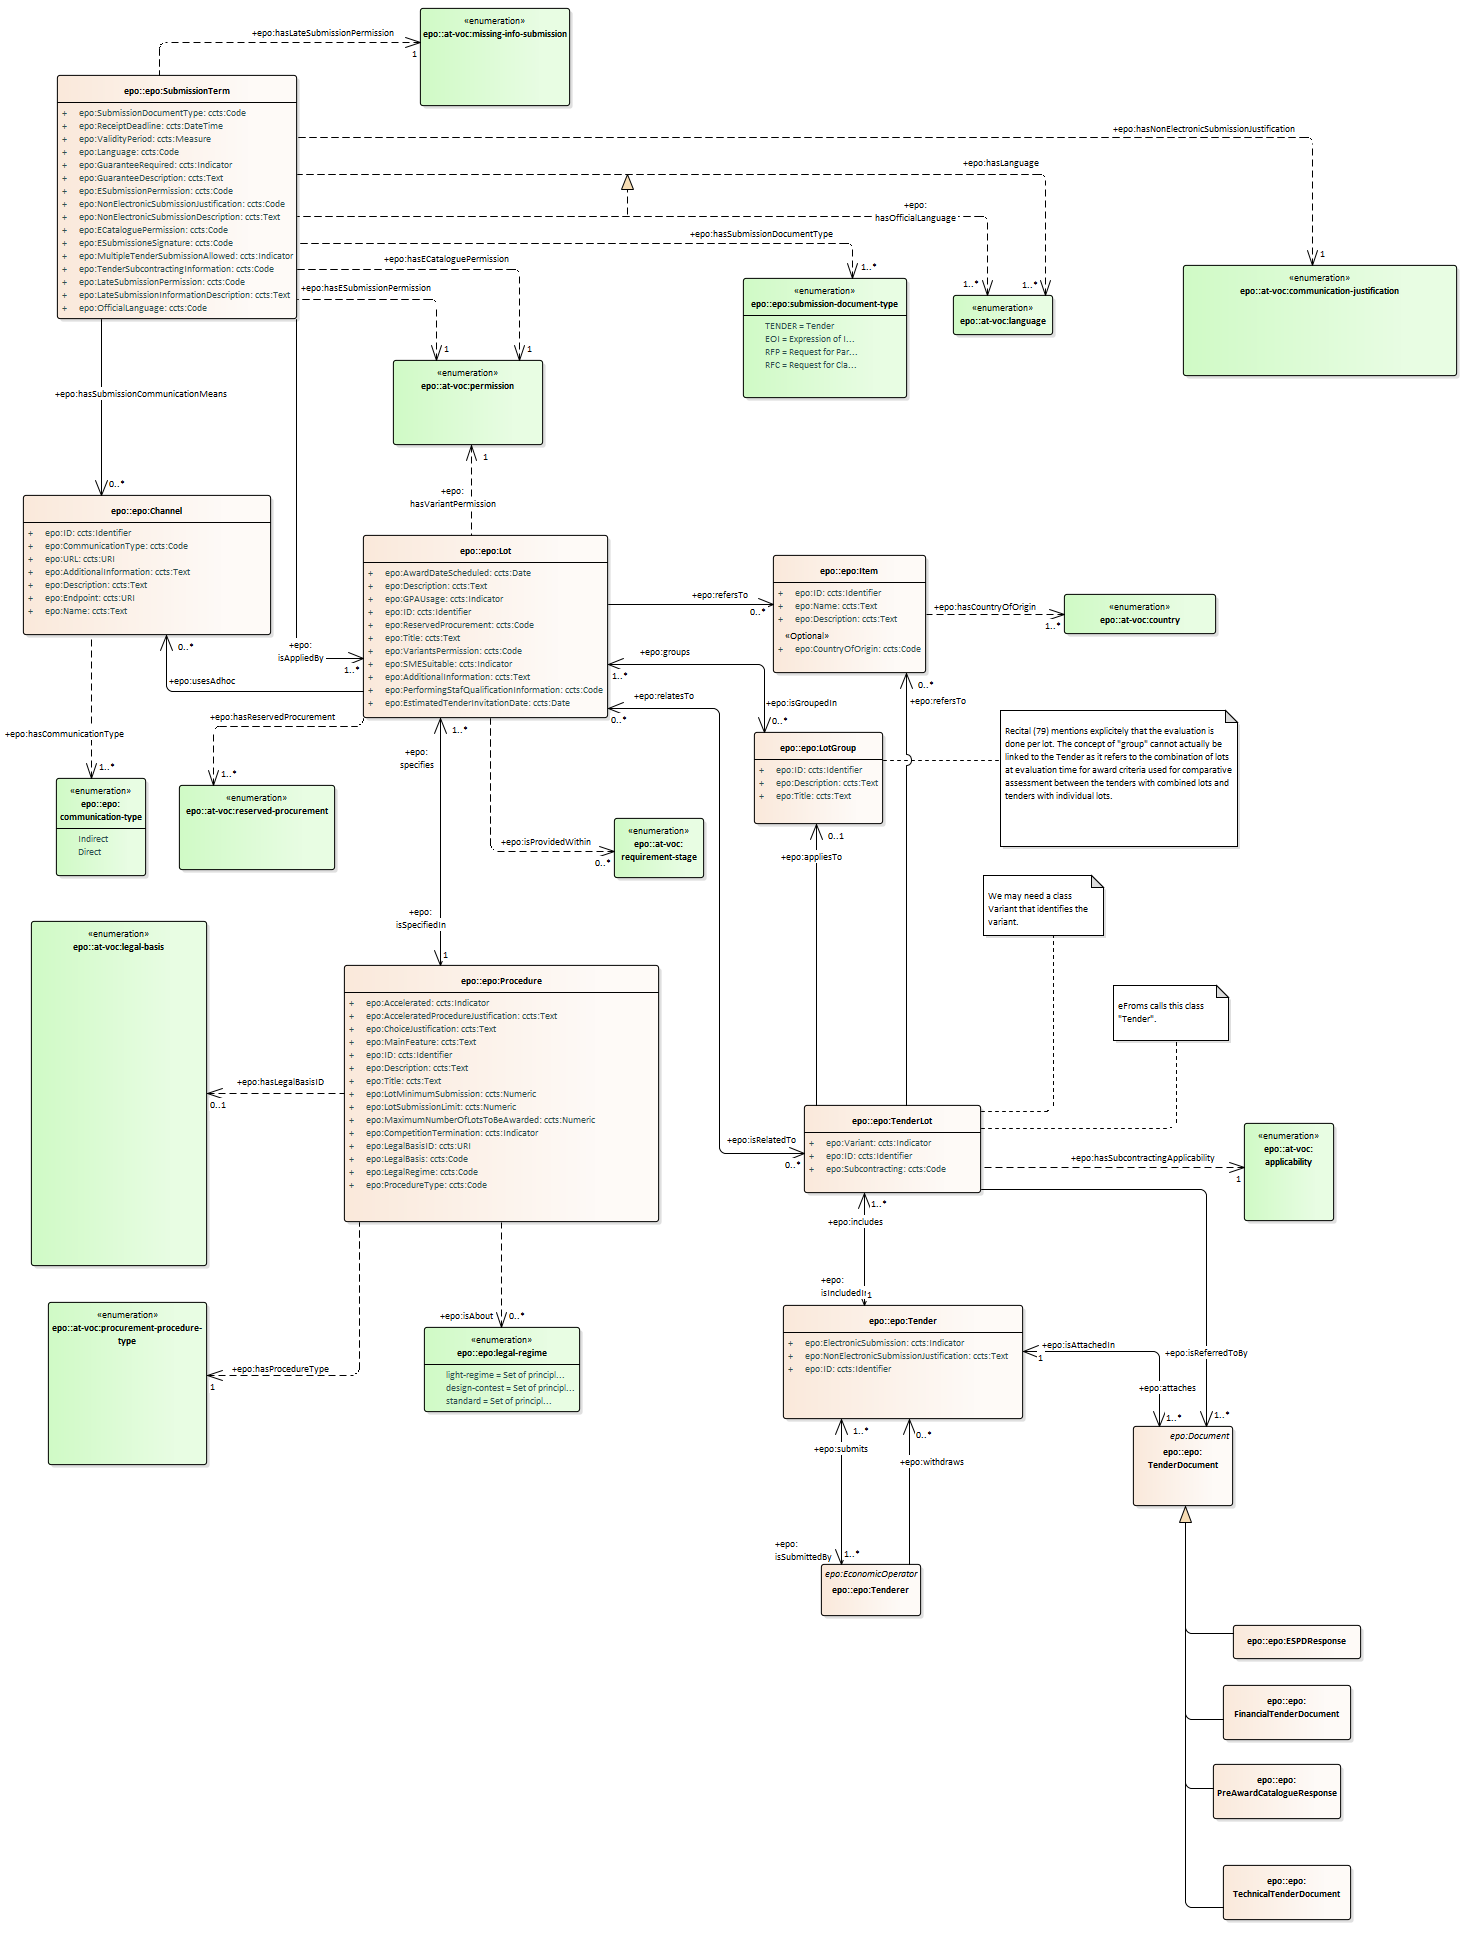 «enumeration»
epo::at-voc:missing-info-submission
+epo:hasLateSubmissionPermission
1
epo::epo:SubmissionTerm
+ epo:SubmissionDocumentType: ccts:Code
+ epo:ReceiptDeadline: ccts:DateTime
+ epo:ValidityPeriod: ccts:Measure
+ epo:Language: ccts:Code
+ epo:GuaranteeRequired: ccts:Indicator
+ epo:GuaranteeDescription: ccts:Text
+ epo:ESubmissionPermission: ccts:Code
+ epo:NonElectronicSubmissionJustification: ccts:Code
+ epo:NonElectronicSubmissionDescription: ccts:Text
+ epo:ECataloguePermission: ccts:Code
+ epo:ESubmissioneSignature: ccts:Code
+ epo:MultipleTenderSubmissionAllowed: ccts:Indicator
+ epo:TenderSubcontractingInformation: ccts:Code
+ epo:LateSubmissionPermission: ccts:Code
+ epo:LateSubmissionInformationDescription: ccts:Text
+ epo:OfficialLanguage: ccts:Code
+epo:hasNonElectronicSubmissionJustification
1
+epo:hasLanguage
1..*
+epo:
hasOfficialLanguage
1..*
+epo:hasSubmissionDocumentType
1..*
+epo:hasECataloguePermission
1
+epo:hasESubmissionPermission
1
«enumeration»
epo::at-voc:communication-justification
«enumeration»
epo::epo:submission-document-type
TENDER = Tender
EOI = Expression of I...
RFP = Request for Par...
RFC = Request for Cla...
«enumeration»
epo::at-voc:language
«enumeration»
epo::at-voc:permission
+epo:hasSubmissionCommunicationMeans
0..*
1
+epo:
hasVariantPermission
epo::epo:Channel
+ epo:ID: ccts:Identifier
+ epo:CommunicationType: ccts:Code
+ epo:URL: ccts:URI
+ epo:AdditionalInformation: ccts:Text
+ epo:Description: ccts:Text
+ epo:Endpoint: ccts:URI
+ epo:Name: ccts:Text
epo::epo:Lot
+ epo:AwardDateScheduled: ccts:Date
+ epo:Description: ccts:Text
+ epo:GPAUsage: ccts:Indicator
+ epo:ID: ccts:Identifier
+ epo:ReservedProcurement: ccts:Code
+ epo:Title: ccts:Text
+ epo:VariantsPermission: ccts:Code
+ epo:SMESuitable: ccts:Indicator
+ epo:AdditionalInformation: ccts:Text
+ epo:PerformingStafQualificationInformation: ccts:Code
+ epo:EstimatedTenderInvitationDate: ccts:Date
epo::epo:Item
+ epo:ID: ccts:Identifier
+ epo:Name: ccts:Text
+ epo:Description: ccts:Text
«Optional»
+ epo:CountryOfOrigin: ccts:Code
+epo:hasCountryOfOrigin
1..*
«enumeration»
epo::at-voc:country
+epo:refersTo
0..*
+epo:
isAppliedBy
1..*
0..*
+epo:usesAdhoc
+epo:groups
1..*
+epo:isGroupedIn
0..*
+epo:relatesTo
0..*
0..*
+epo:refersTo
+epo:hasReservedProcurement
1..*
+epo:hasCommunicationType
1..*
«enumeration»
epo::epo:
communication-type
Indirect
Direct
«enumeration»
epo::at-voc:reserved-procurement
1..*
+epo:
specifies
+epo:isProvidedWithin
0..*
«enumeration»
epo::at-voc:
requirement-stage
epo::epo:LotGroup
+ epo:ID: ccts:Identifier
+ epo:Description: ccts:Text
+ epo:Title: ccts:Text
Recital (79) mentions explicitely that the evaluation is
done per lot. The concept of "group" cannot actually be
linked to the Tender as it refers to the combination of lots
at evaluation time for award criteria used for comparative
assessment between the tenders with combined lots and
tenders with individual lots.
0..1
+epo:appliesTo
We may need a class
Variant that identifies the
variant.
eFroms calls this class
"Tender".
+epo:
isSpecifiedIn
1
«enumeration»
epo::at-voc:legal-basis
+epo:hasLegalBasisID
0..1
epo::epo:Procedure
+ epo:Accelerated: ccts:Indicator
+ epo:AcceleratedProcedureJustification: ccts:Text
+ epo:ChoiceJustification: ccts:Text
+ epo:MainFeature: ccts:Text
+ epo:ID: ccts:Identifier
+ epo:Description: ccts:Text
+ epo:Title: ccts:Text
+ epo:LotMinimumSubmission: ccts:Numeric
+ epo:LotSubmissionLimit: ccts:Numeric
+ epo:MaximumNumberOfLotsToBeAwarded: ccts:Numeric
+ epo:CompetitionTermination: ccts:Indicator
+ epo:LegalBasisID: ccts:URI
+ epo:LegalBasis: ccts:Code
+ epo:LegalRegime: ccts:Code
+ epo:ProcedureType: ccts:Code
+epo:isRelatedTo
0..*
epo::epo:TenderLot
+ epo:Variant: ccts:Indicator
+ epo:ID: ccts:Identifier
+ epo:Subcontracting: ccts:Code
+epo:hasSubcontractingApplicability
1
«enumeration»
epo::at-voc:
applicability
1..*
+epo:includes
+epo:
isIncludedIn
1
«enumeration»
epo::at-voc:procurement-procedure-
type
+epo:hasProcedureType
1
+epo:isAbout
0..*
«enumeration»
epo::epo:legal-regime
light-regime = Set of principl...
design-contest = Set of principl...
standard = Set of principl...
epo::epo:Tender
+ epo:ElectronicSubmission: ccts:Indicator
+ epo:NonElectronicSubmissionJustification: ccts:Text
+ epo:ID: ccts:Identifier
+epo:isAttachedIn
1
+epo:isReferredToBy
1..*
+epo:attaches
1..*
epo:Document
epo::epo:
TenderDocument
1..*
+epo:submits
0..*
+epo:withdraws
+epo:
isSubmittedBy
1..*
epo:EconomicOperator
epo::epo:Tenderer
epo::epo:ESPDResponse
epo::epo:
FinancialTenderDocument
epo::epo:
PreAwardCatalogueResponse
epo::epo:
TechnicalTenderDocument